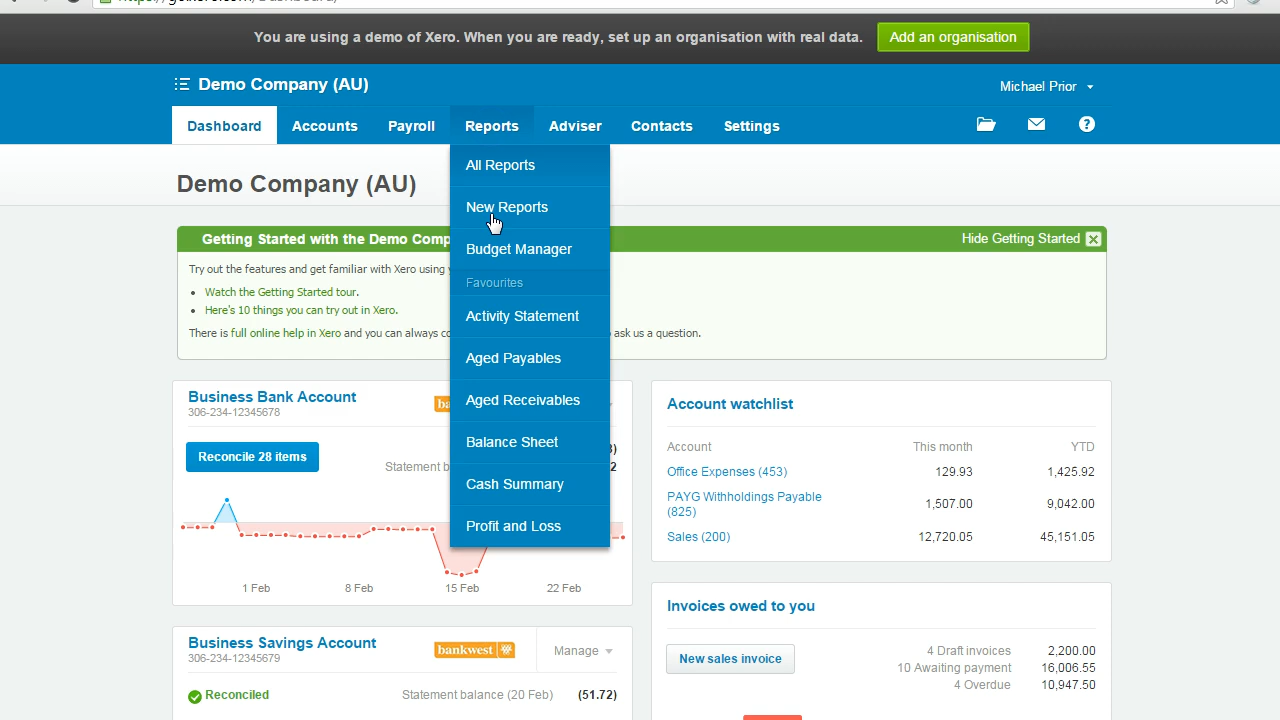 You are using a demo of Xero. When you are ready, set up an organisation with real data.
Add an organisation
Demo Company (AU)
Michael Prior
Dashboard Accounts Payroll Reports Adviser Contacts Settings
?
All Reports
New Reports
Budget Manager
Favourites
Activity Statement
Aged Payables
Aged Receivables
Balance Sheet
Cash Summary
Profit and Loss
Demo Company (AU)
Getting Started with the Demo Comp
Hide Getting Started
Try out the features and get familiar with Xero using
Watch the Getting Started tour.
Here's 10 things you can try out in Xero.
There is full online help in Xero and you can always
ask us a question.
Business Bank Account
306-234-12345678
Reconcile 28 items
Statement
1 Feb 8 Feb 15 Feb 22 Feb
Business Savings Account
306-234-12345679
bankwest
Manage
Reconciled
Statement balance (20 Feb) (51.72)
Account watchlist
Account This month YTD
Office Expenses (453) 129.93 1,425.92
PAYG Withholdings Payable
(825) 1,507.00 9,042.00
Sales (200) 12,720.05 45,151.05
Invoices owed to you
New sales invoice
4 Draft invoices 2,200.00
10 Awaiting payment 16,006.55
4 Overdue 10,947.50